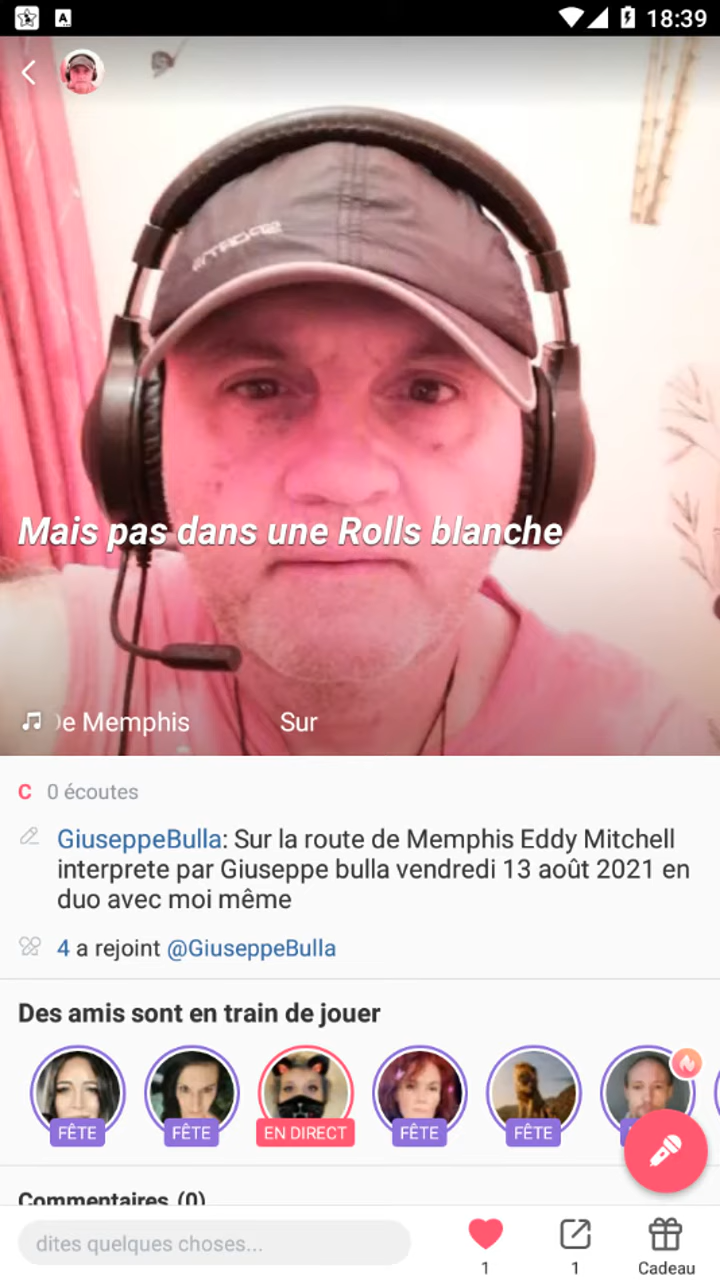 18:39
Mais pas dans une Rolls blanche
De Memphis Sur
C 0 écoutes
GiuseppeBulla: Sur la route de Memphis Eddy Mitchell
interprete par Giuseppe bulla vendredi 13 août 2021 en
duo avec moi même
4 a rejoint @GiuseppeBulla
Des amis sont en train de jouer
FÊTE FÊTE EN DIRECT FÊTE FÊTE
Commentaires (0)
dites quelques choses...
1 1 Cadeau